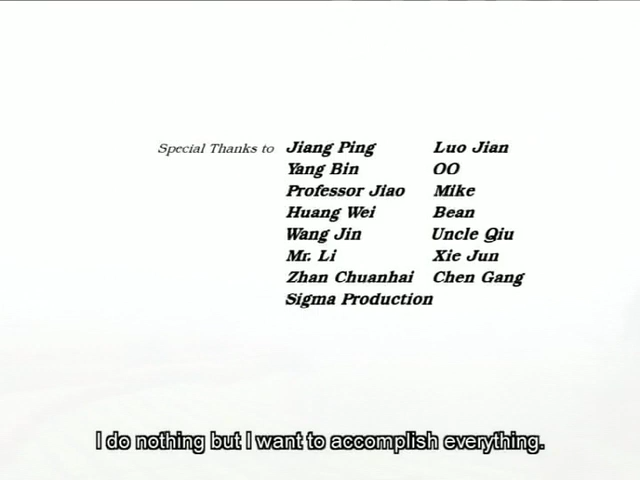 Special Thanks to Jiang Ping Luo Jian
Yang Bin OO
Professor Jiao Mike
Huang Wei Bean
Wang Jin Uncle Qiu
Mr. Li Xie Jun
Zhan Chuanhai Chen Gang
Sigma Production
I do nothing but I want to accomplish everything.